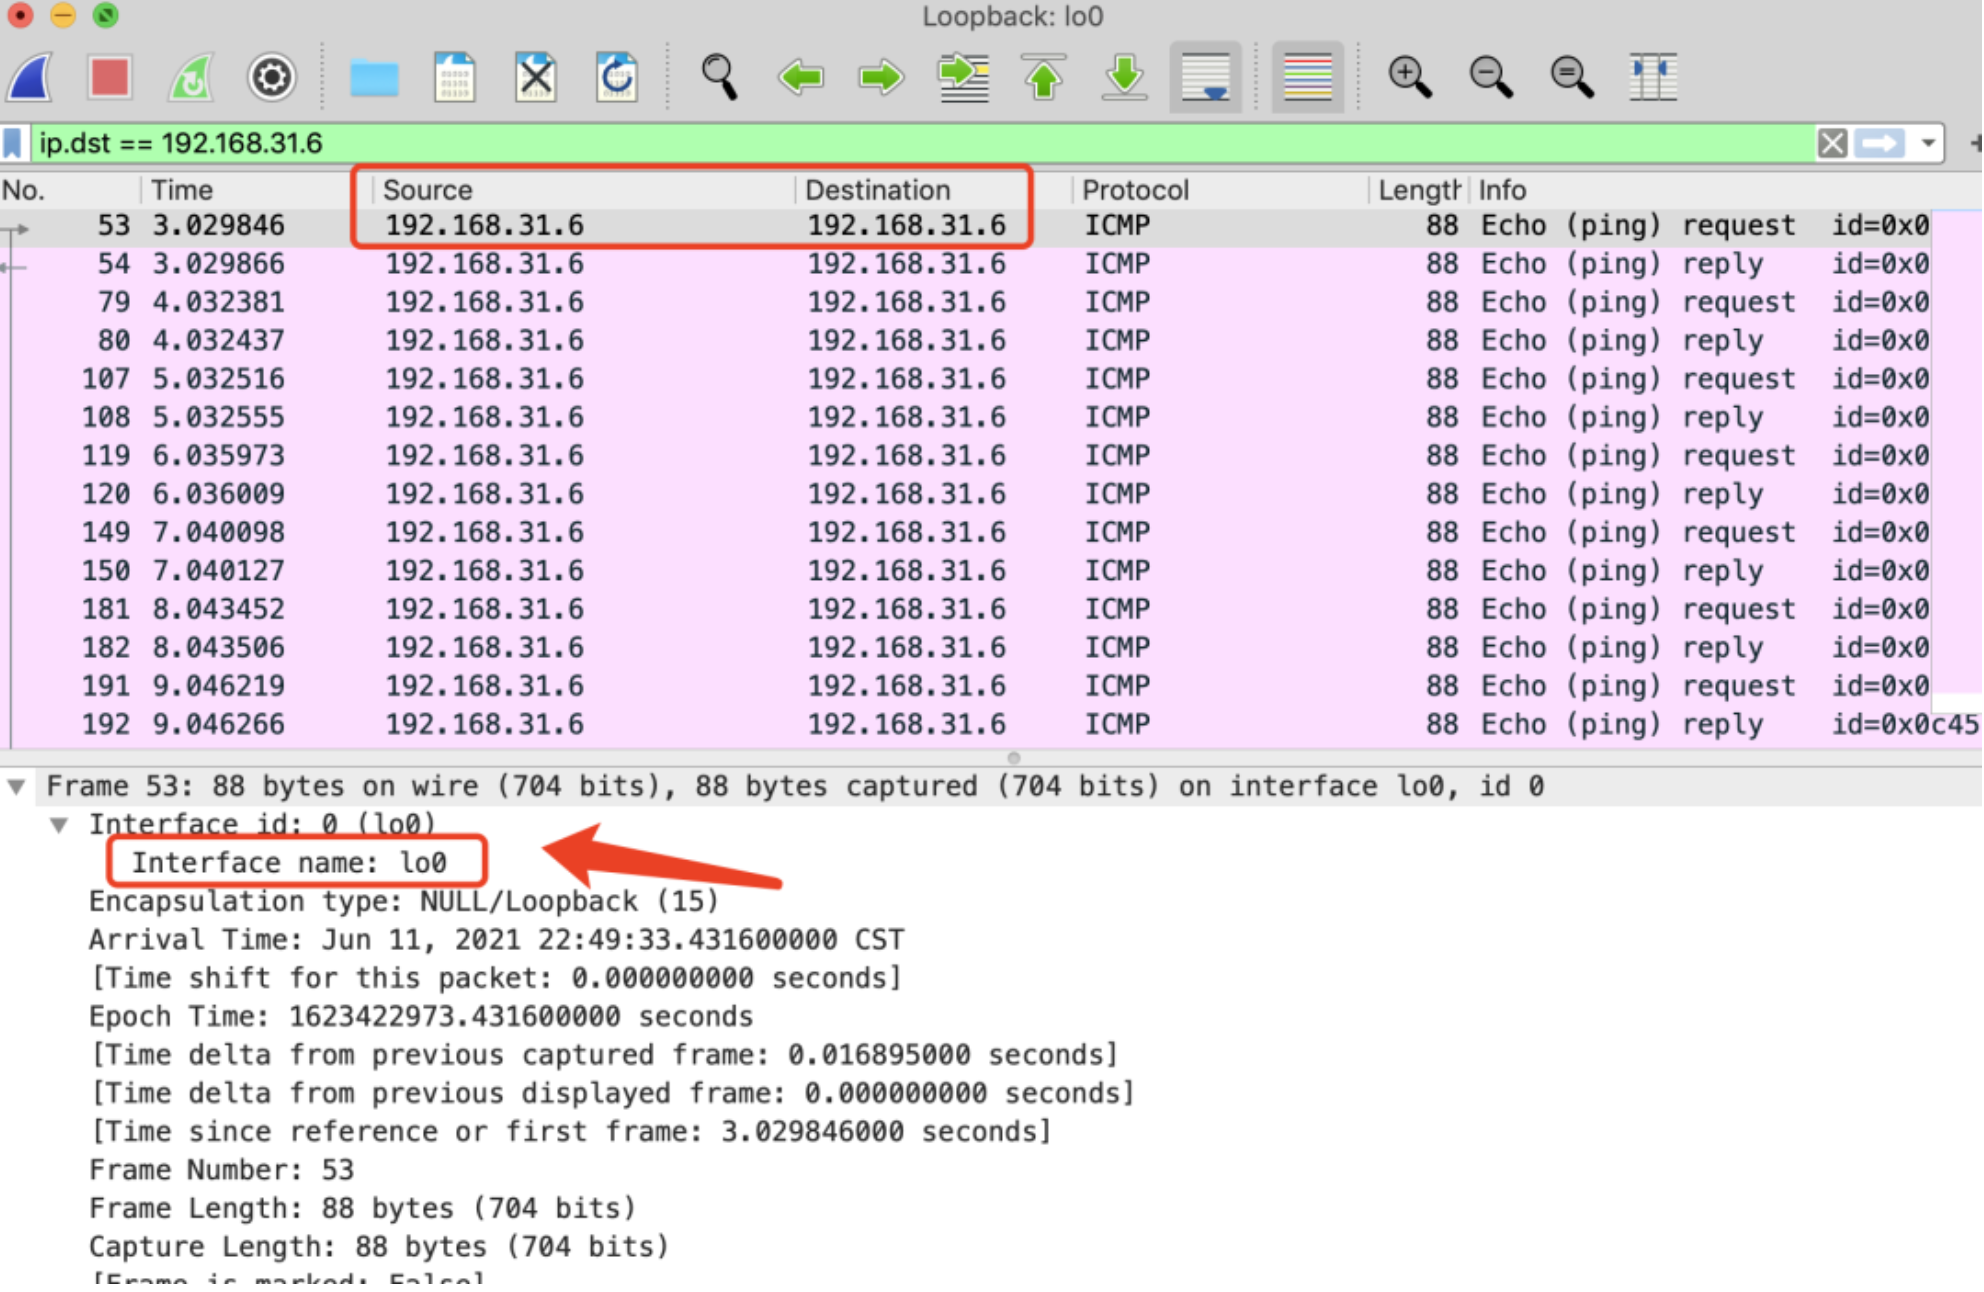 Loopback: lo0
ip.dst == 192.168.31.6
No. Time Source Destination Protocol Length Info
53 3.029846 192.168.31.6 192.168.31.6 ICMP 88 Echo (ping) request id=0x0
54 3.029866 192.168.31.6 192.168.31.6 ICMP 88 Echo (ping) reply id=0x0
79 4.032381 192.168.31.6 192.168.31.6 ICMP 88 Echo (ping) request id=0x0
80 4.032437 192.168.31.6 192.168.31.6 ICMP 88 Echo (ping) reply id=0x0
107 5.032516 192.168.31.6 192.168.31.6 ICMP 88 Echo (ping) request id=0x0
108 5.032555 192.168.31.6 192.168.31.6 ICMP 88 Echo (ping) reply id=0x0
119 6.035973 192.168.31.6 192.168.31.6 ICMP 88 Echo (ping) request id=0x0
120 6.036009 192.168.31.6 192.168.31.6 ICMP 88 Echo (ping) reply id=0x0
149 7.040098 192.168.31.6 192.168.31.6 ICMP 88 Echo (ping) request id=0x0
150 7.040127 192.168.31.6 192.168.31.6 ICMP 88 Echo (ping) reply id=0x0
181 8.043452 192.168.31.6 192.168.31.6 ICMP 88 Echo (ping) request id=0x0
182 8.043506 192.168.31.6 192.168.31.6 ICMP 88 Echo (ping) reply id=0x0
191 9.046219 192.168.31.6 192.168.31.6 ICMP 88 Echo (ping) request id=0x0
192 9.046266 192.168.31.6 192.168.31.6 ICMP 88 Echo (ping) reply id=0x0c45
Frame 53: 88 bytes on wire (704 bits), 88 bytes captured (704 bits) on interface lo0, id 0
Interface id: 0 (lo0)
Interface name: lo0
Encapsulation type: NULL/Loopback (15)
Arrival Time: Jun 11, 2021 22:49:33.431600000 CST
[Time shift for this packet: 0.000000000 seconds]
Epoch Time: 1623422973.431600000 seconds
[Time delta from previous captured frame: 0.016895000 seconds]
[Time delta from previous displayed frame: 0.000000000 seconds]
[Time since reference or first frame: 3.029846000 seconds]
Frame Number: 53
Frame Length: 88 bytes (704 bits)
Capture Length: 88 bytes (704 bits)
[Frame is marked: False]